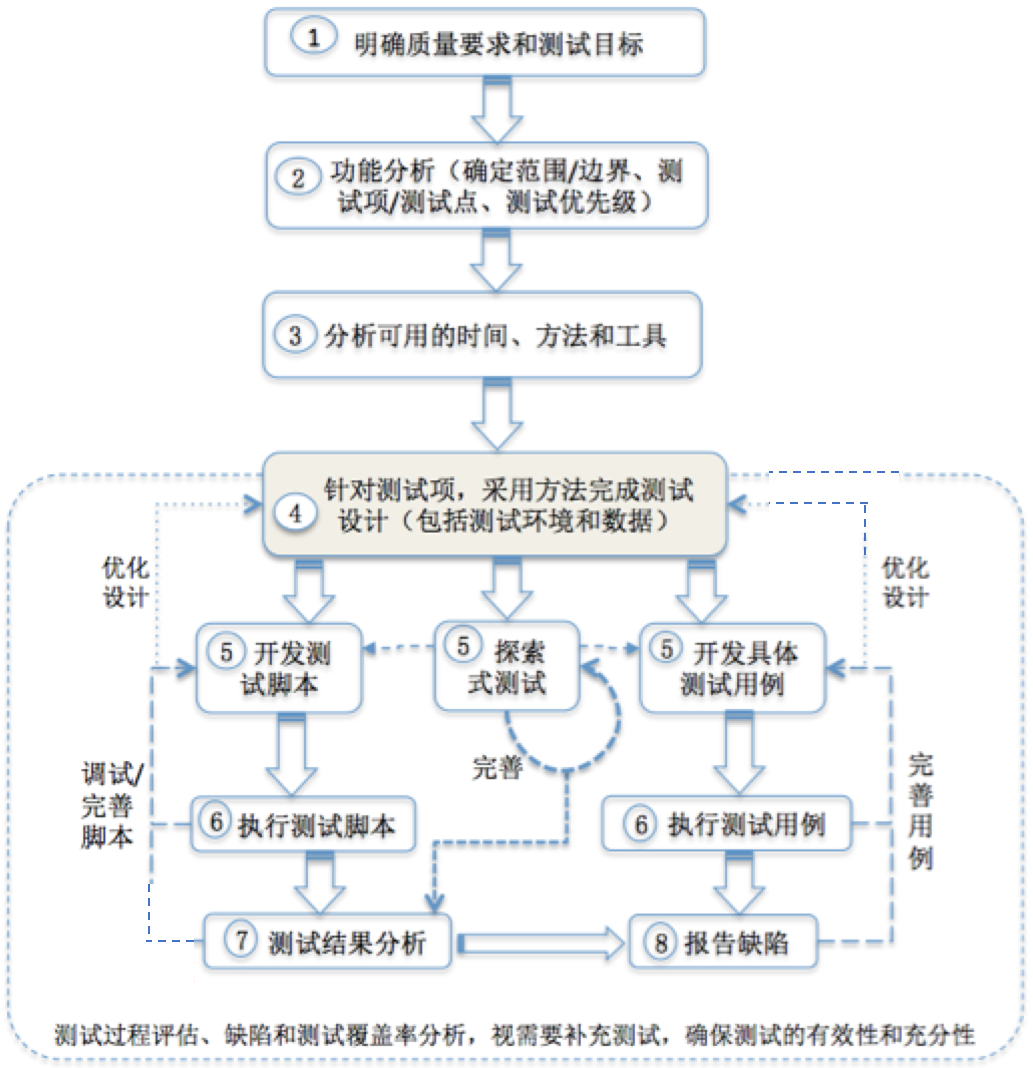 1 明确质量要求和测试目标
2 功能分析（确定范围/边界、测
试项/测试点、测试优先级）
3 分析可用的时间、方法和工具
4 针对测试项，采用方法完成测试
设计（包括测试环境和数据）
优化
设计
优化
设计
5 开发测
试脚本
5 探索
式测试
5 开发具体
测试用例
调试/
完善
脚本
完善
完
善
用
例
6 执行测试脚本
6 执行测试用例
7 测试结果分析
8 报告缺陷
测试过程评估、缺陷和测试覆盖率分析，视需要补充测试，确保测试的有效性和充分性